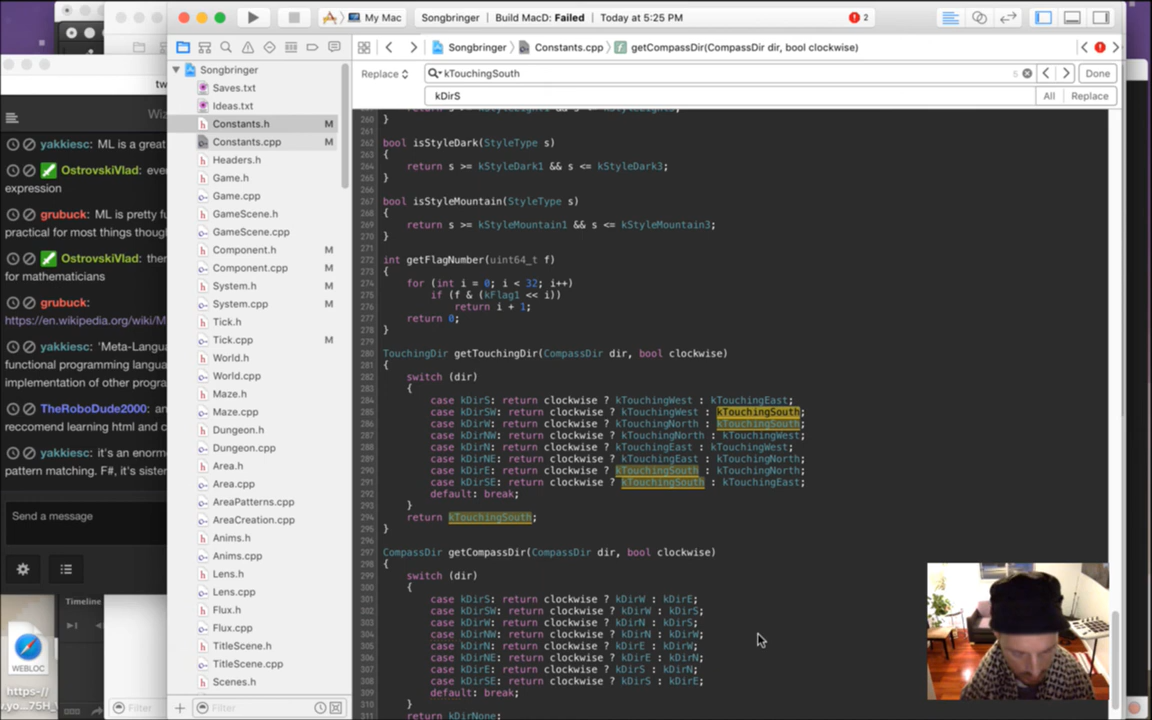 My Mac
Songbringer
Build MacD: Failed
Today at 5:25 PM
2
Songbringer
Constants.cpp
getCompassDir(CompassDir dir, bool clockwise)
Replace
kTouchingSouth
5
Done
kDirS
All
Replace
tw
Wiz
yakkiesc: ML is a great
OstrovskiVlad: eve
expression
grubuck: ML is pretty fu
practical for most things though
OstrovskiVlad: ther
for mathematicians
grubuck:
https://en.wikipedia.org/wiki/M
yakkiesc: 'Meta-Langua
functional programming langua
implementation of other progra
TheRoboDude2000: an
reccomend learning html and c
yakkiesc: it's an enorm
pattern matching. F#, it's sister
Send a message
Timeline
WEBLOC
https-//
Songbringer
Saves.txt
Ideas.txt
Constants.h M
Constants.cpp M
Headers.h
Game.h
Game.cpp
GameScene.h
GameScene.cpp
Component.h M
Component.cpp M
System.h M
System.cpp M
Tick.h
Tick.cpp M
World.h
World.cpp
Maze.h
Maze.cpp
Dungeon.h
Dungeon.cpp
Area.h
Area.cpp
AreaPatterns.cpp
AreaCreation.cpp
Anims.h
Anims.cpp
Lens.h
Lens.cpp
Flux.h
Flux.cpp
TitleScene.h
TitleScene.cpp
Scenes.h
Filter
Filter
260 }
261
262 bool isStyleDark(StyleType s)
263 {
264 return s >= kStyleDark1 && s <= kStyleDark3;
265 }
266
267 bool isStyleMountain(StyleType s)
268 {
269 return s >= kStyleMountain1 && s <= kStyleMountain3;
270 }
271
272 int getFlagNumber(uint64_t f)
273 {
274 for (int i = 0; i < 32; i++)
275 if (f & (kFlag1 << i))
276 return i + 1;
277 return 0;
278 }
279
280 TouchingDir getTouchingDir(CompassDir dir, bool clockwise)
281 {
282 switch (dir)
283 {
284 case kDirS: return clockwise ? kTouchingWest : kTouchingEast;
285 case kDirSW: return clockwise ? kTouchingWest : kTouchingSouth;
286 case kDirW: return clockwise ? kTouchingNorth : kTouchingSouth;
287 case kDirNW: return clockwise ? kTouchingNorth : kTouchingWest;
288 case kDirN: return clockwise ? kTouchingEast : kTouchingWest;
289 case kDirNE: return clockwise ? kTouchingEast : kTouchingNorth;
290 case kDirE: return clockwise ? kTouchingSouth : kTouchingNorth;
291 case kDirSE: return clockwise ? kTouchingSouth : kTouchingEast;
292 default: break;
293 }
294 return kTouchingSouth;
295 }
296
297 CompassDir getCompassDir(CompassDir dir, bool clockwise)
298 {
299 switch (dir)
300 {
301 case kDirS: return clockwise ? kDirW : kDirE;
302 case kDirSW: return clockwise ? kDirW : kDirS;
303 case kDirW: return clockwise ? kDirN : kDirS;
304 case kDirNW: return clockwise ? kDirN : kDirW;
305 case kDirN: return clockwise ? kDirE : kDirW;
306 case kDirNE: return clockwise ? kDirE : kDirN;
307 case kDirE: return clockwise ? kDirS : kDirN;
308 case kDirSE: return clockwise ? kDirS : kDirE;
309 default: break;
310 }
311 return kDirNone;